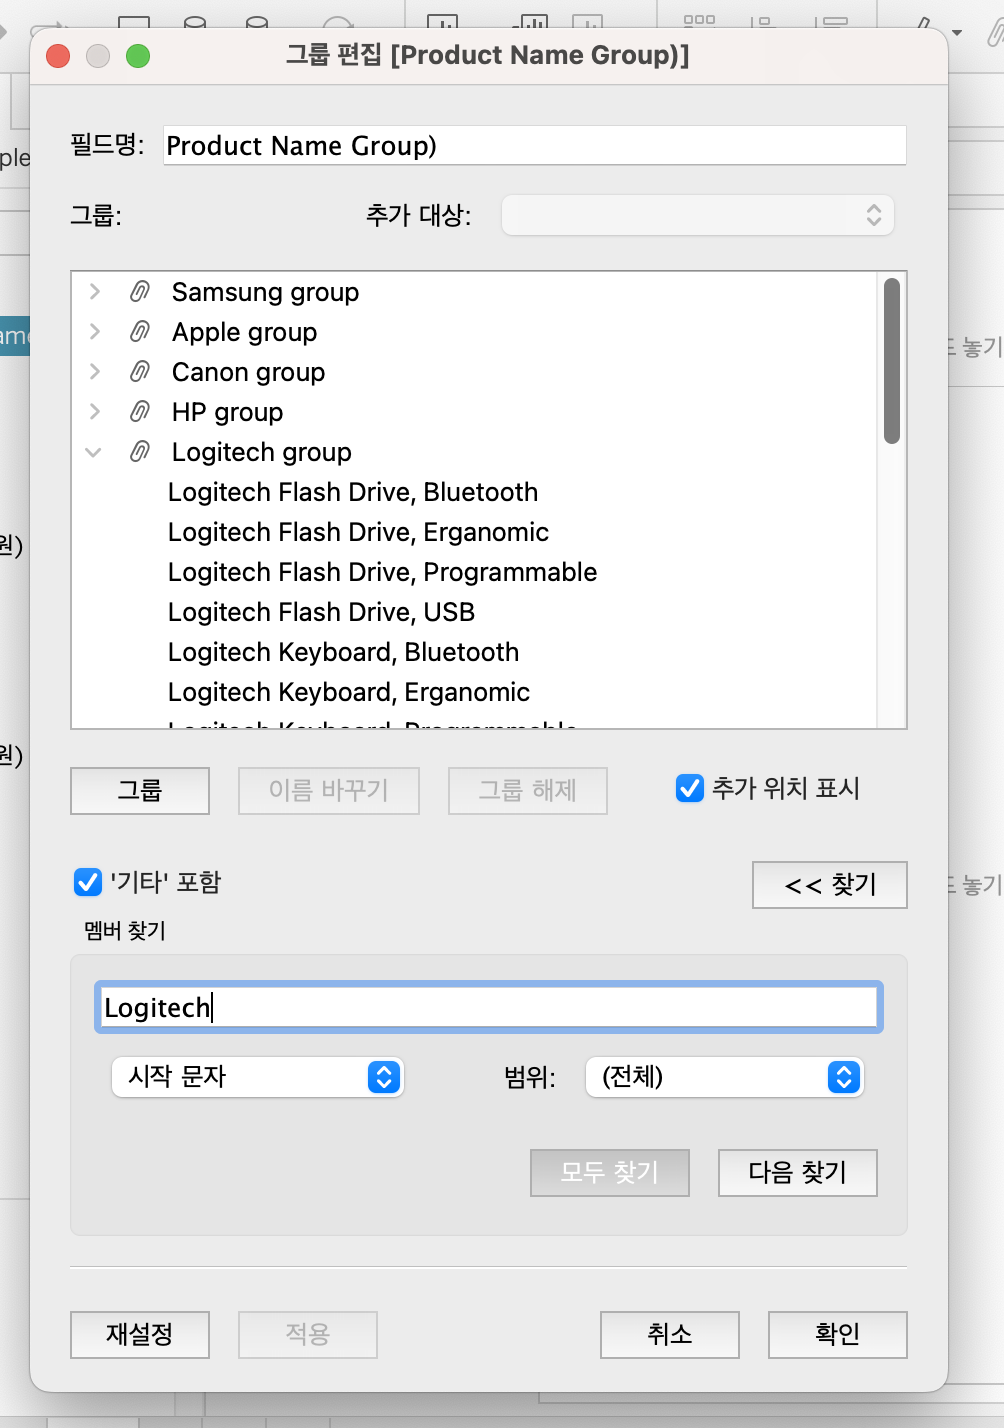 그룹 편집 [Product Name Group)]
필드명: Product Name Group)
그룹: 추가 대상:
Samsung group
Apple group
Canon group
HP group
Logitech group
Logitech Flash Drive, Bluetooth
Logitech Flash Drive, Erganomic
Logitech Flash Drive, Programmable
Logitech Flash Drive, USB
Logitech Keyboard, Bluetooth
Logitech Keyboard, Erganomic
Logitech Keyboard, Programmable
그룹 이름 바꾸기 그룹 해제 추가 위치 표시
'기타' 포함 << 찾기
멤버 찾기
Logitech
시작 문자 범위: (전체)
모두 찾기 다음 찾기
재설정 적용 취소 확인
ple
원)
원)
놓기
놓기